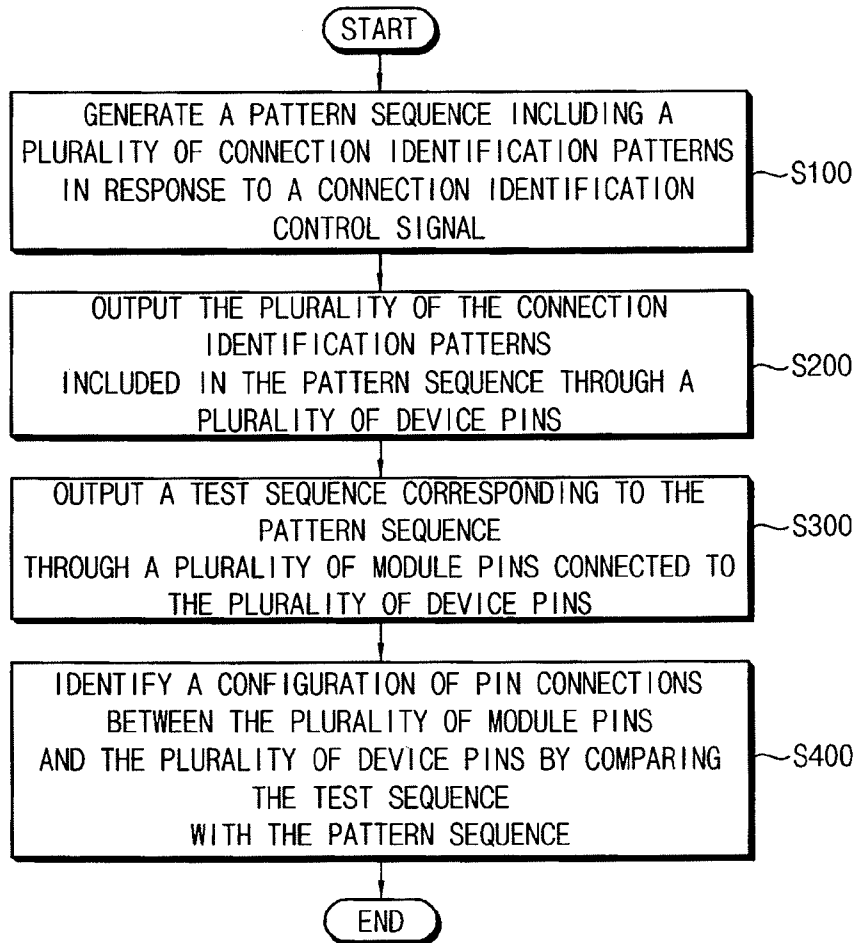 START
GENERATE A PATTERN SEQUENCE INCLUDING A
PLURALITY OF CONNECTION IDENTIFICATION PATTERNS
IN RESPONSE TO A CONNECTION IDENTIFICATION
CONTROL SIGNAL
S100
OUTPUT THE PLURALITY OF THE CONNECTION
IDENTIFICATION PATTERNS
INCLUDED IN THE PATTERN SEQUENCE THROUGH A
PLURALITY OF DEVICE PINS
S200
OUTPUT A TEST SEQUENCE CORRESPONDING TO THE
PATTERN SEQUENCE
THROUGH A PLURALITY OF MODULE PINS CONNECTED TO
THE PLURALITY OF DEVICE PINS
S300
IDENTIFY A CONFIGURATION OF PIN CONNECTIONS
BETWEEN THE PLURALITY OF MODULE PINS
AND THE PLURALITY OF DEVICE PINS BY COMPARING
THE TEST SEQUENCE
WITH THE PATTERN SEQUENCE
S400
END